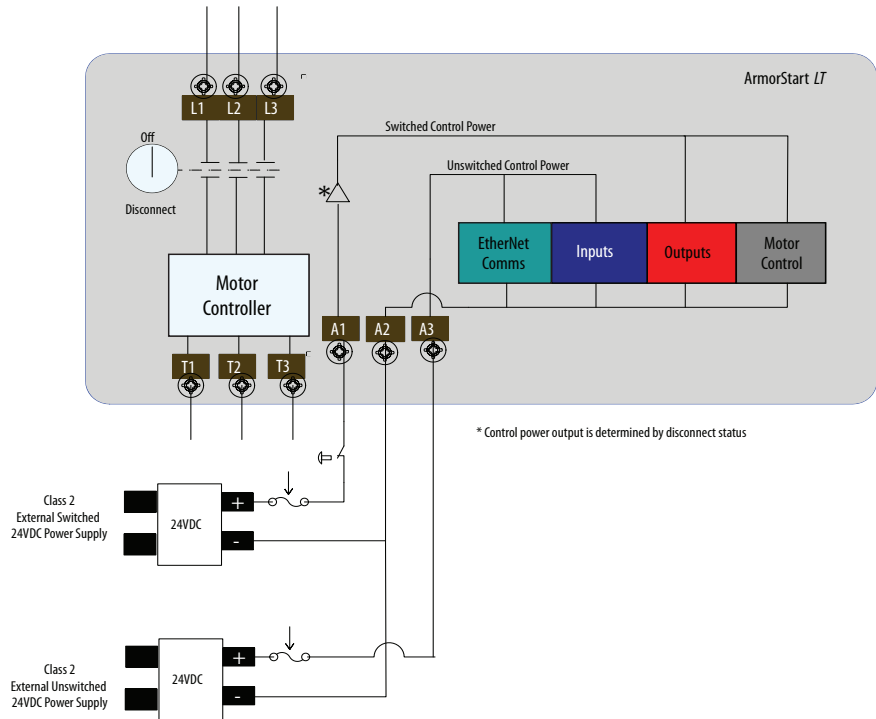 ArmorStart LT
L1 L2 L3
Off
Disconnect
Switched Control Power
*
Unswitched Control Power
EtherNet
Comms
Inputs
Outputs
Motor
Control
Motor
Controller
A1 A2 A3
T1 T2 T3
* Control power output is determined by disconnect status
Class 2
External Switched
24VDC Power Supply
24VDC
+
-
Class 2
External Unswitched
24VDC Power Supply
24VDC
+
-